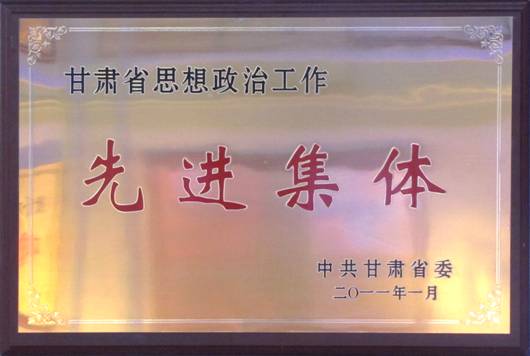 甘肃省思想政治工作
先进集体
中共甘肃省委
二〇一一年一月